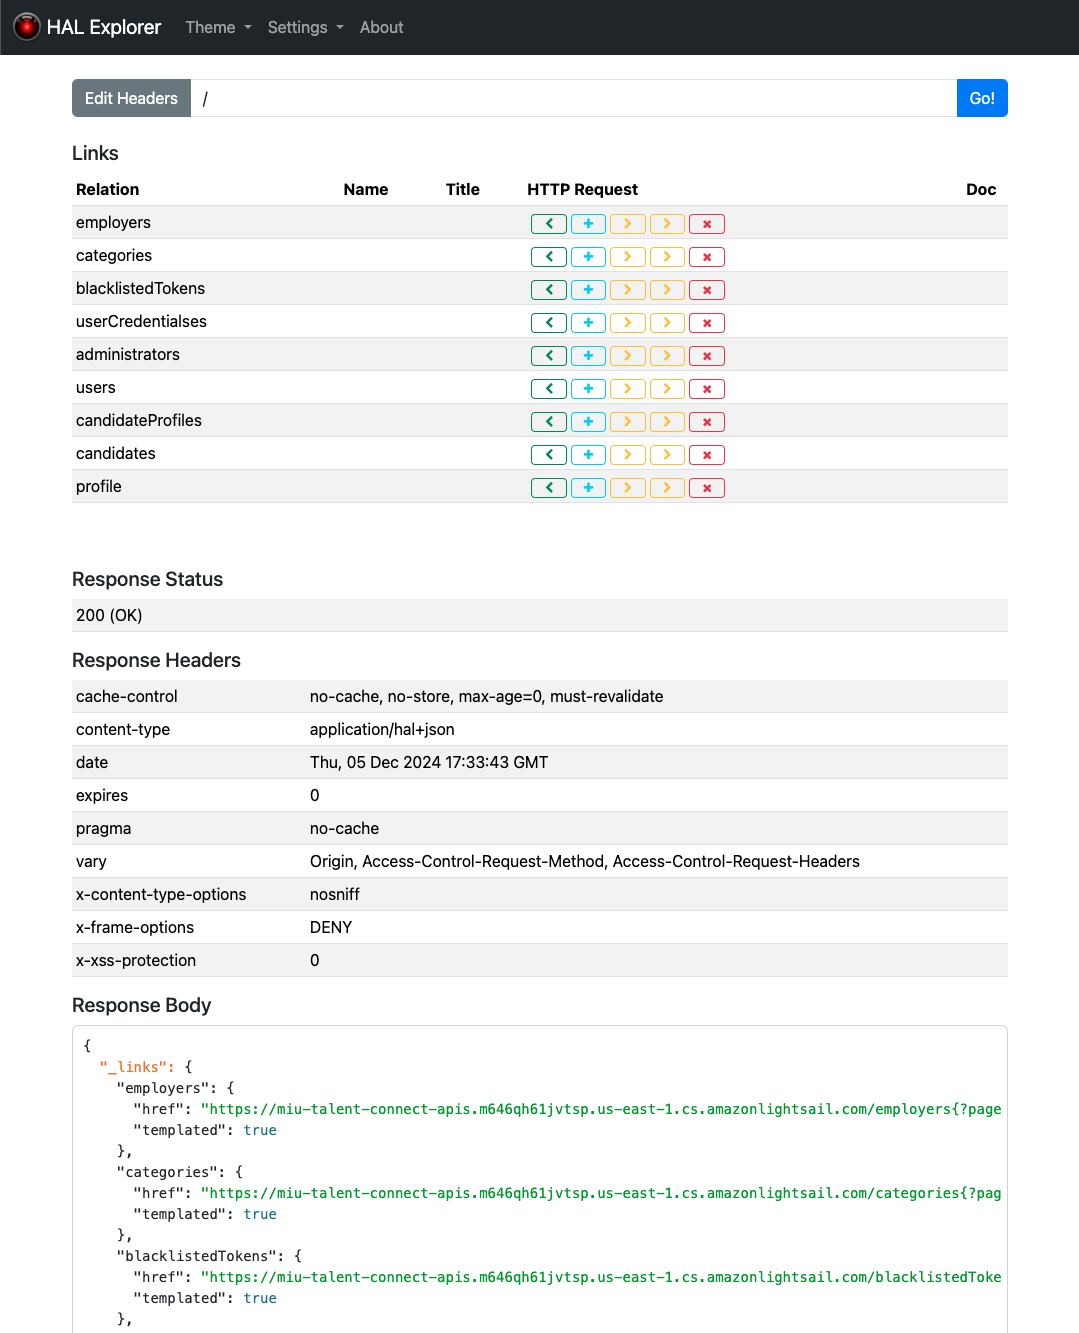 HAL Explorer Theme Settings About
Edit Headers / Go!
Links
Relation Name Title HTTP Request Doc
employers
categories
blacklistedTokens
userCredentialses
administrators
users
candidateProfiles
candidates
profile
Response Status
200 (OK)
Response Headers
cache-control no-cache, no-store, max-age=0, must-revalidate
content-type application/hal+json
date Thu, 05 Dec 2024 17:33:43 GMT
expires 0
pragma no-cache
vary Origin, Access-Control-Request-Method, Access-Control-Request-Headers
x-content-type-options nosniff
x-frame-options DENY
x-xss-protection 0
Response Body
{
"_links": {
"employers": {
"href": "https://miu-talent-connect-apis.m646qh61jvtsp.us-east-1.cs.amazonlightsail.com/employers{?page
"templated": true
},
"categories": {
"href": "https://miu-talent-connect-apis.m646qh61jvtsp.us-east-1.cs.amazonlightsail.com/categories{?pag
"templated": true
},
"blacklistedTokens": {
"href": "https://miu-talent-connect-apis.m646qh61jvtsp.us-east-1.cs.amazonlightsail.com/blacklistedToke
"templated": true
},